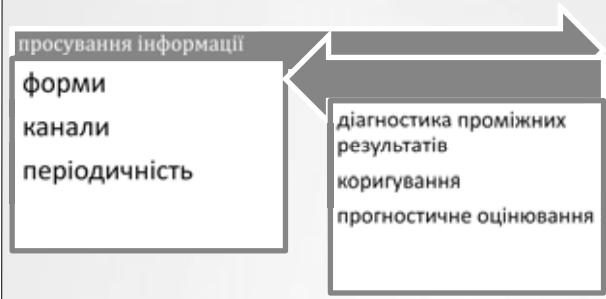 просування інформації
форми
канали
періодичність
діагностика проміжних
результатів
коригування
прогностичне оцінювання